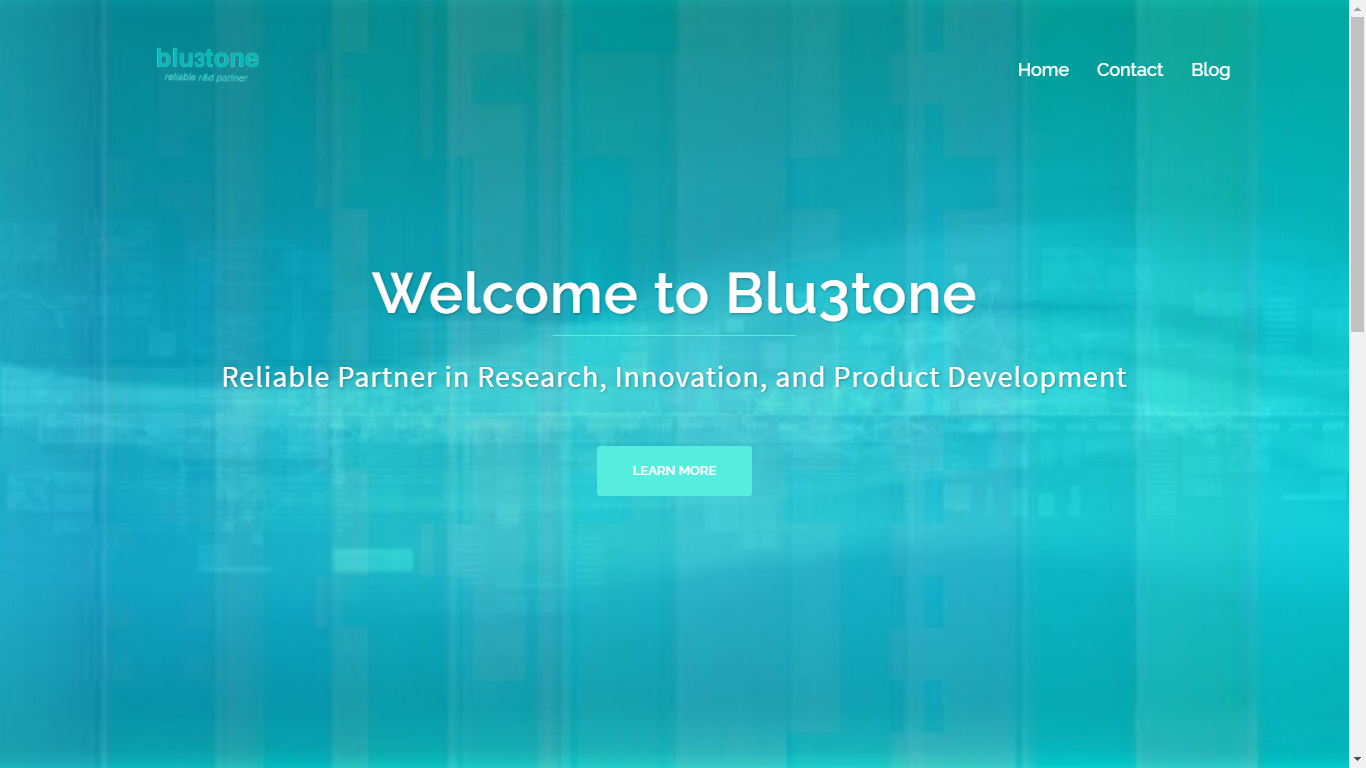 blu3tone
reliable r&d partner
Home Contact Blog
Welcome to Blu3tone
Reliable Partner in Research, Innovation, and Product Development
LEARN MORE